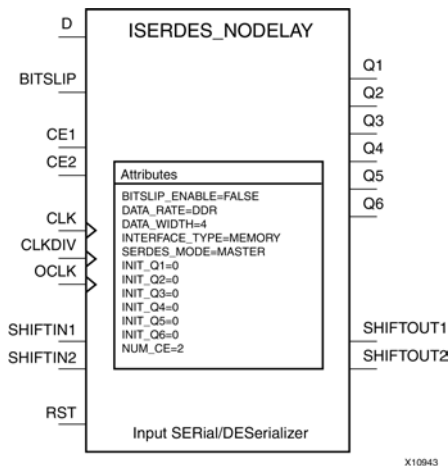 ISERDES_NODELAY
D
BITSLIP
CE1
CE2
CLK
CLKDIV
OCLK
SHIFTIN1
SHIFTIN2
RST
Attributes
BITSLIP_ENABLE=FALSE
DATA_RATE=DDR
DATA_WIDTH=4
INTERFACE_TYPE=MEMORY
SERDES_MODE=MASTER
INIT_Q1=0
INIT_Q2=0
INIT_Q3=0
INIT_Q4=0
INIT_Q5=0
INIT_Q6=0
NUM_CE=2
Q1
Q2
Q3
Q4
Q5
Q6
SHIFTOUT1
SHIFTOUT2
Input SERial/DESerializer
X10943